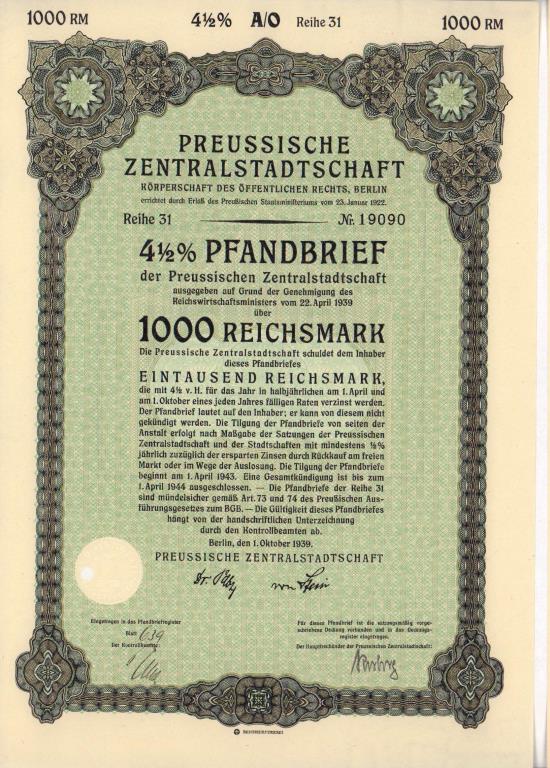 1000 RM 4½% A/O Reihe 31 1000 RM
PREUSSISCHE
ZENTRALSTADTSCHAFT
KÖRPERSCHAFT DES ÖFFENTLICHEN RECHTS, BERLIN
errichtet durch Erlaß des Preußischen Staatsministeriums vom 23. Januar 1922.
Reihe 31 Nr. 19090
4½% PFANDBRIEF
der Preussischen Zentralstadtschaft
ausgegeben auf Grund der Genehmigung des
Reichswirtschaftsministers vom 22. April 1939
über
1000 REICHSMARK
Die Preussische Zentralstadtschaft schuldet dem Inhaber
dieses Pfandbriefes
EINTAUSEND REICHSMARK,
die mit 4½ v. H. für das Jahr in halbjährlichen am 1. April und
am 1. Oktober eines jeden Jahres fälligen Raten verzinst werden.
Der Pfandbrief lautet auf den Inhaber; er kann von diesem nicht
gekündigt werden. Die Tilgung der Pfandbriefe von seiten der
Anstalt erfolgt nach Maßgabe der Satzungen der Preussischen
Zentralstadtschaft und der Stadtschaften mit mindestens ½%
jährlich zuzüglich der ersparten Zinsen durch Rückkauf am freien
Markt oder im Wege der Auslosung. Die Tilgung der Pfandbriefe
beginnt am 1. April 1943. Eine Gesamtkündigung ist bis zum
1. April 1944 ausgeschlossen. — Die Pfandbriefe der Reihe 31
sind mündelsicher gemäß Art. 73 und 74 des Preußischen Aus-
führungsgesetzes zum BGB. — Die Gültigkeit dieses Pfandbriefes
hängt von der handschriftlichen Unterzeichnung
durch den Kontrollbeamten ab.
Berlin, den 1. Oktober 1939.
PREUSSISCHE ZENTRALSTADTSCHAFT
Eingetragen in das Pfandbriefregister
Blatt 639
Der Kontrollbeamte:
Für diesen Pfandbrief ist die satzungsmäßig vorge-
schriebene Deckung vorhanden und in das Deckungs-
register eingetragen.
Der Haupttreuhänder der Preussischen Zentralstadtschaft:
REICHSDRUCKEREI